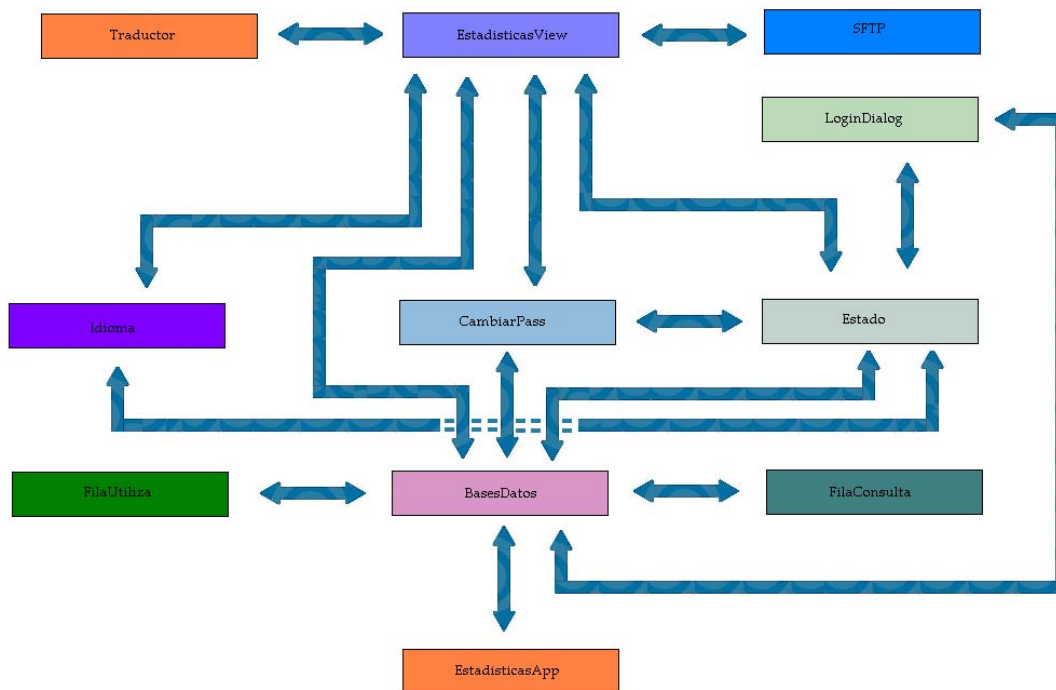 Traductor
EstadisticasView
SFTP
LoginDialog
Idioma
CambiarPass
Estado
FilaUtiliza
BasesDatos
FilaConsulta
EstadisticasApp